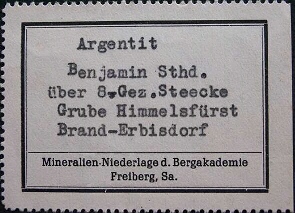 Argentit
Benjamin Sthd.
über 8.Gez.Steecke
Grube Himmelsfürst
Brand-Erbisdorf
Mineralien-Niederlage d. Bergakademie
Freiberg, Sa.